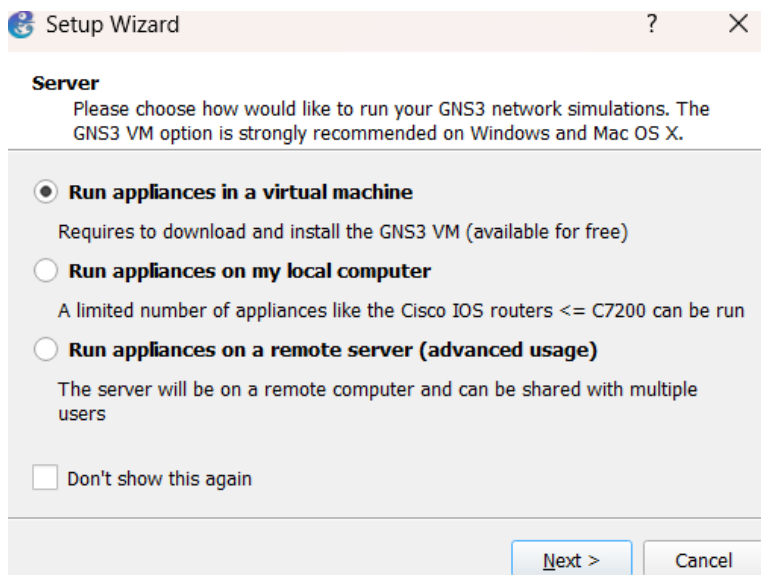 Setup Wizard ? X
Server
Please choose how would like to run your GNS3 network simulations. The
GNS3 VM option is strongly recommended on Windows and Mac OS X.
Run appliances in a virtual machine
Requires to download and install the GNS3 VM (available for free)
Run appliances on my local computer
A limited number of appliances like the Cisco IOS routers <= C7200 can be run
Run appliances on a remote server (advanced usage)
The server will be on a remote computer and can be shared with multiple
users
Don't show this again
Next > Cancel